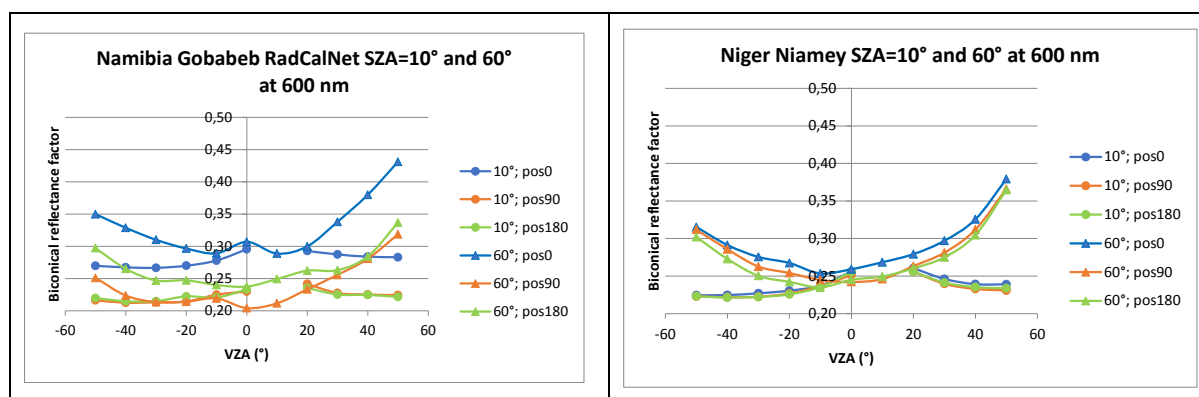 Namibia Gobabeb RadCalNet SZA=10° and 60°
at 600 nm
Biconical reflectance factor
0,50
0,45
0,40
0,35
0,30
0,25
0,20
-60
-40
-20
0
20
40
60
VZA (°)
10°; pos0
10°; pos90
10°; pos180
60°; pos0
60°; pos90
60°; pos180
Niger Niamey SZA=10° and 60° at 600 nm
Biconical reflectance factor
0,50
0,45
0,40
0,35
0,30
0,25
0,20
-60
-40
-20
0
20
40
60
VZA (°)
10°; pos0
10°; pos90
10°; pos180
60°; pos0
60°; pos90
60°; pos180